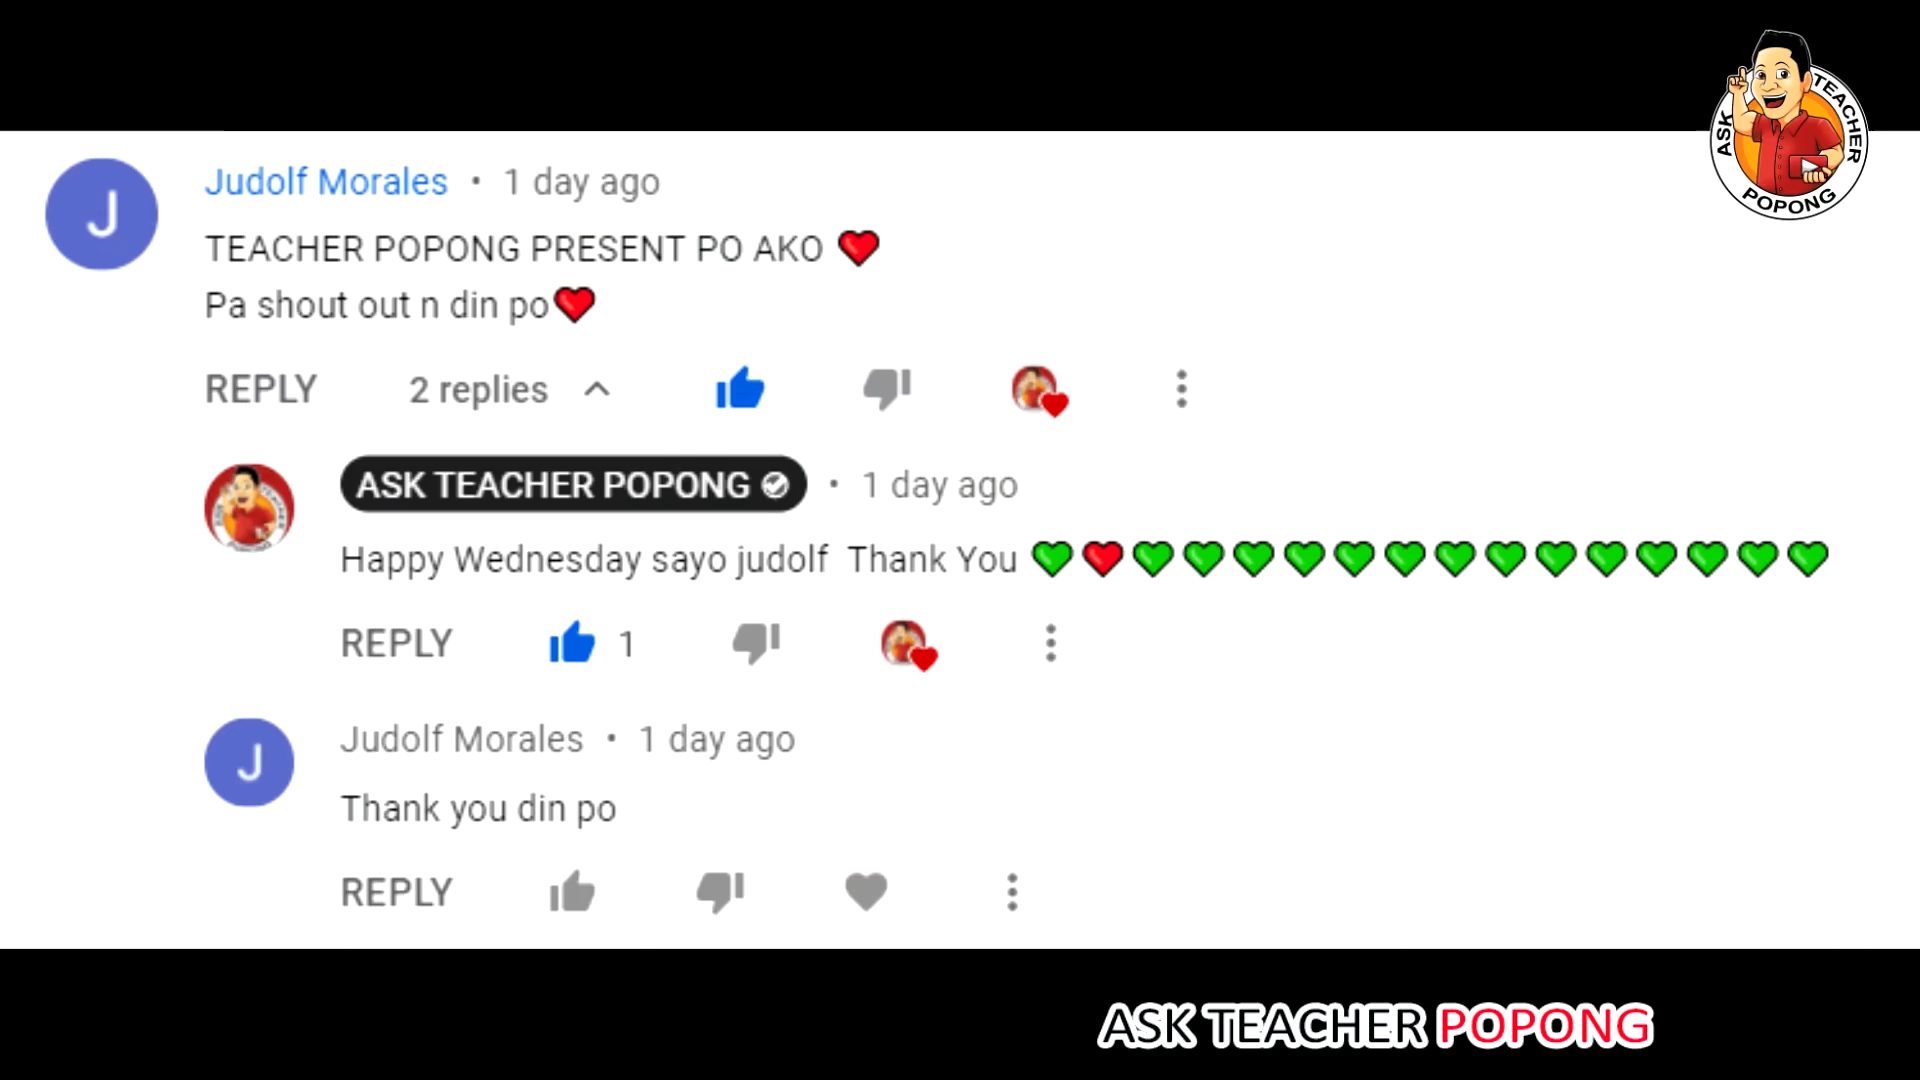 ASK TEACHER POPONG
J
Judolf Morales • 1 day ago
TEACHER POPONG PRESENT PO AKO ❤
Pa shout out n din po❤
REPLY 2 replies
ASK TEACHER POPONG • 1 day ago
Happy Wednesday sayo judolf Thank You 💚❤💚💚💚💚💚💚💚💚💚💚💚💚💚💚
REPLY 1
J
Judolf Morales • 1 day ago
Thank you din po
REPLY
ASK TEACHER POPONG